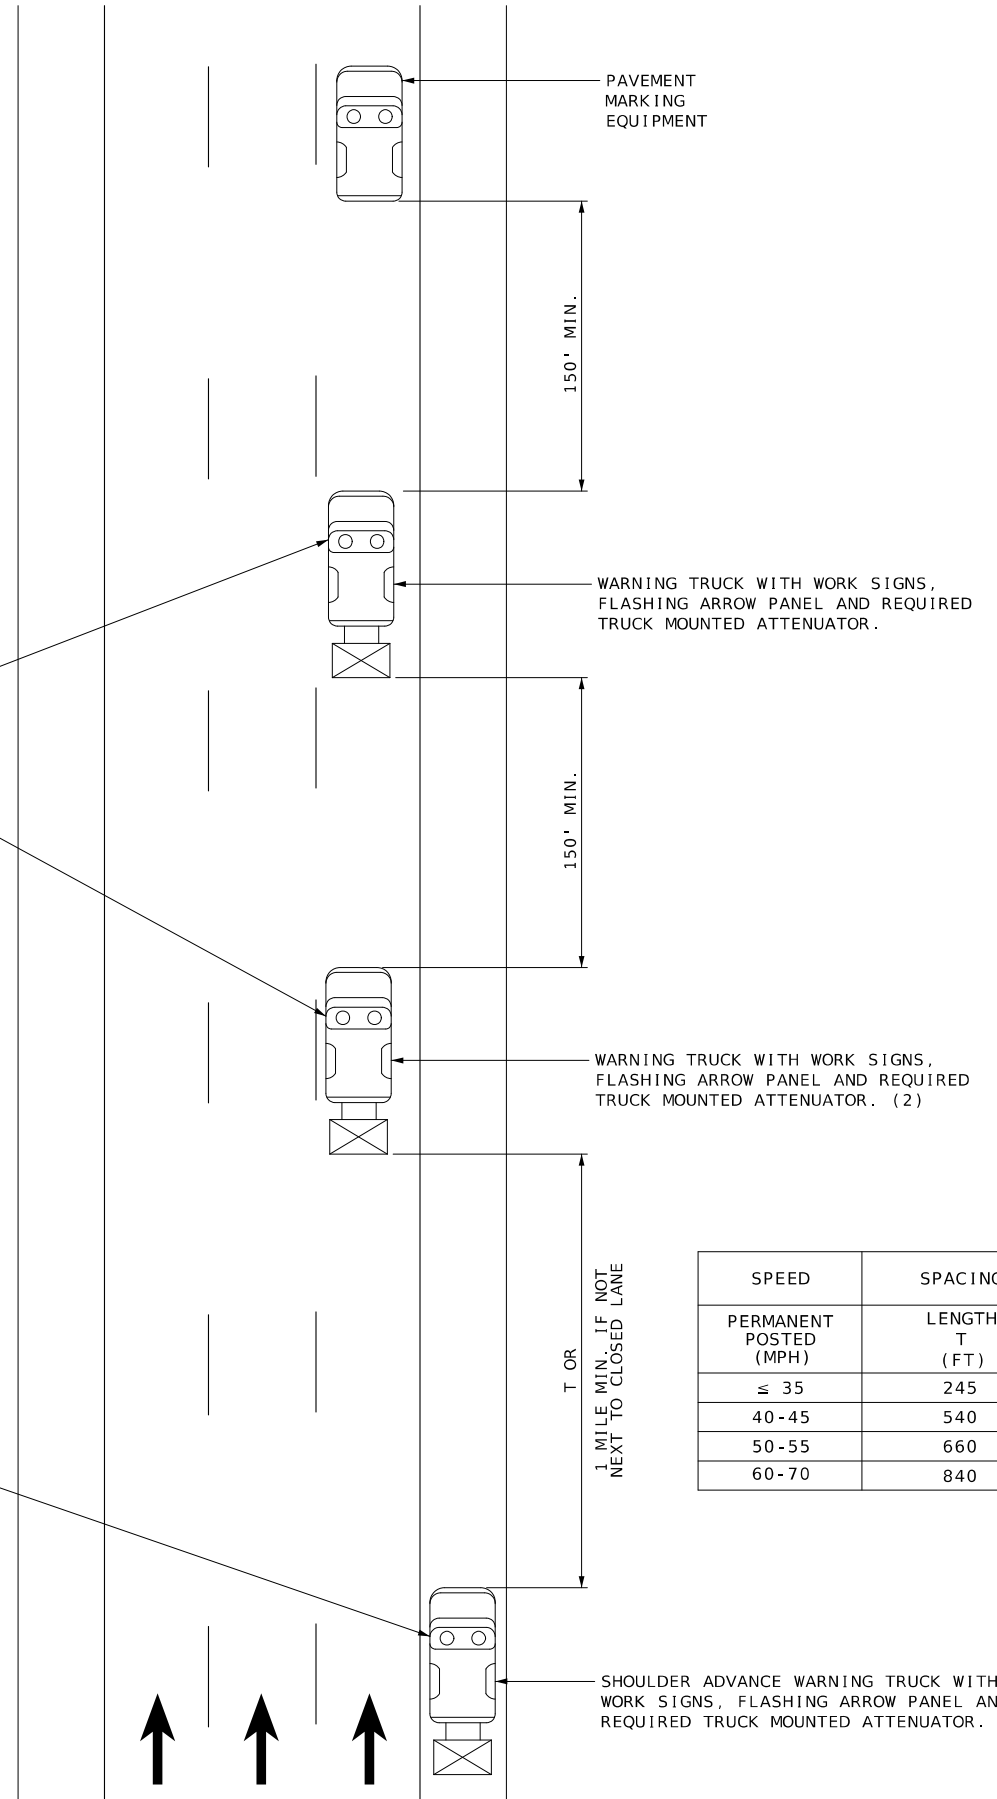 PAVEMENT
MARKING
EQUIPMENT
150' MIN.
WARNING TRUCK WITH WORK SIGNS,
FLASHING ARROW PANEL AND REQUIRED
TRUCK MOUNTED ATTENUATOR.
150' MIN.
WARNING TRUCK WITH WORK SIGNS,
FLASHING ARROW PANEL AND REQUIRED
TRUCK MOUNTED ATTENUATOR. (2)
T OR
1 MILE MIN. IF NOT
NEXT TO CLOSED LANE
SPEED SPACING
PERMANENT
POSTED
(MPH)
LENGTH
T
(FT)
≤ 35 245
40-45 540
50-55 660
60-70 840
SHOULDER ADVANCE WARNING TRUCK WITH
WORK SIGNS, FLASHING ARROW PANEL AN
REQUIRED TRUCK MOUNTED ATTENUATOR.